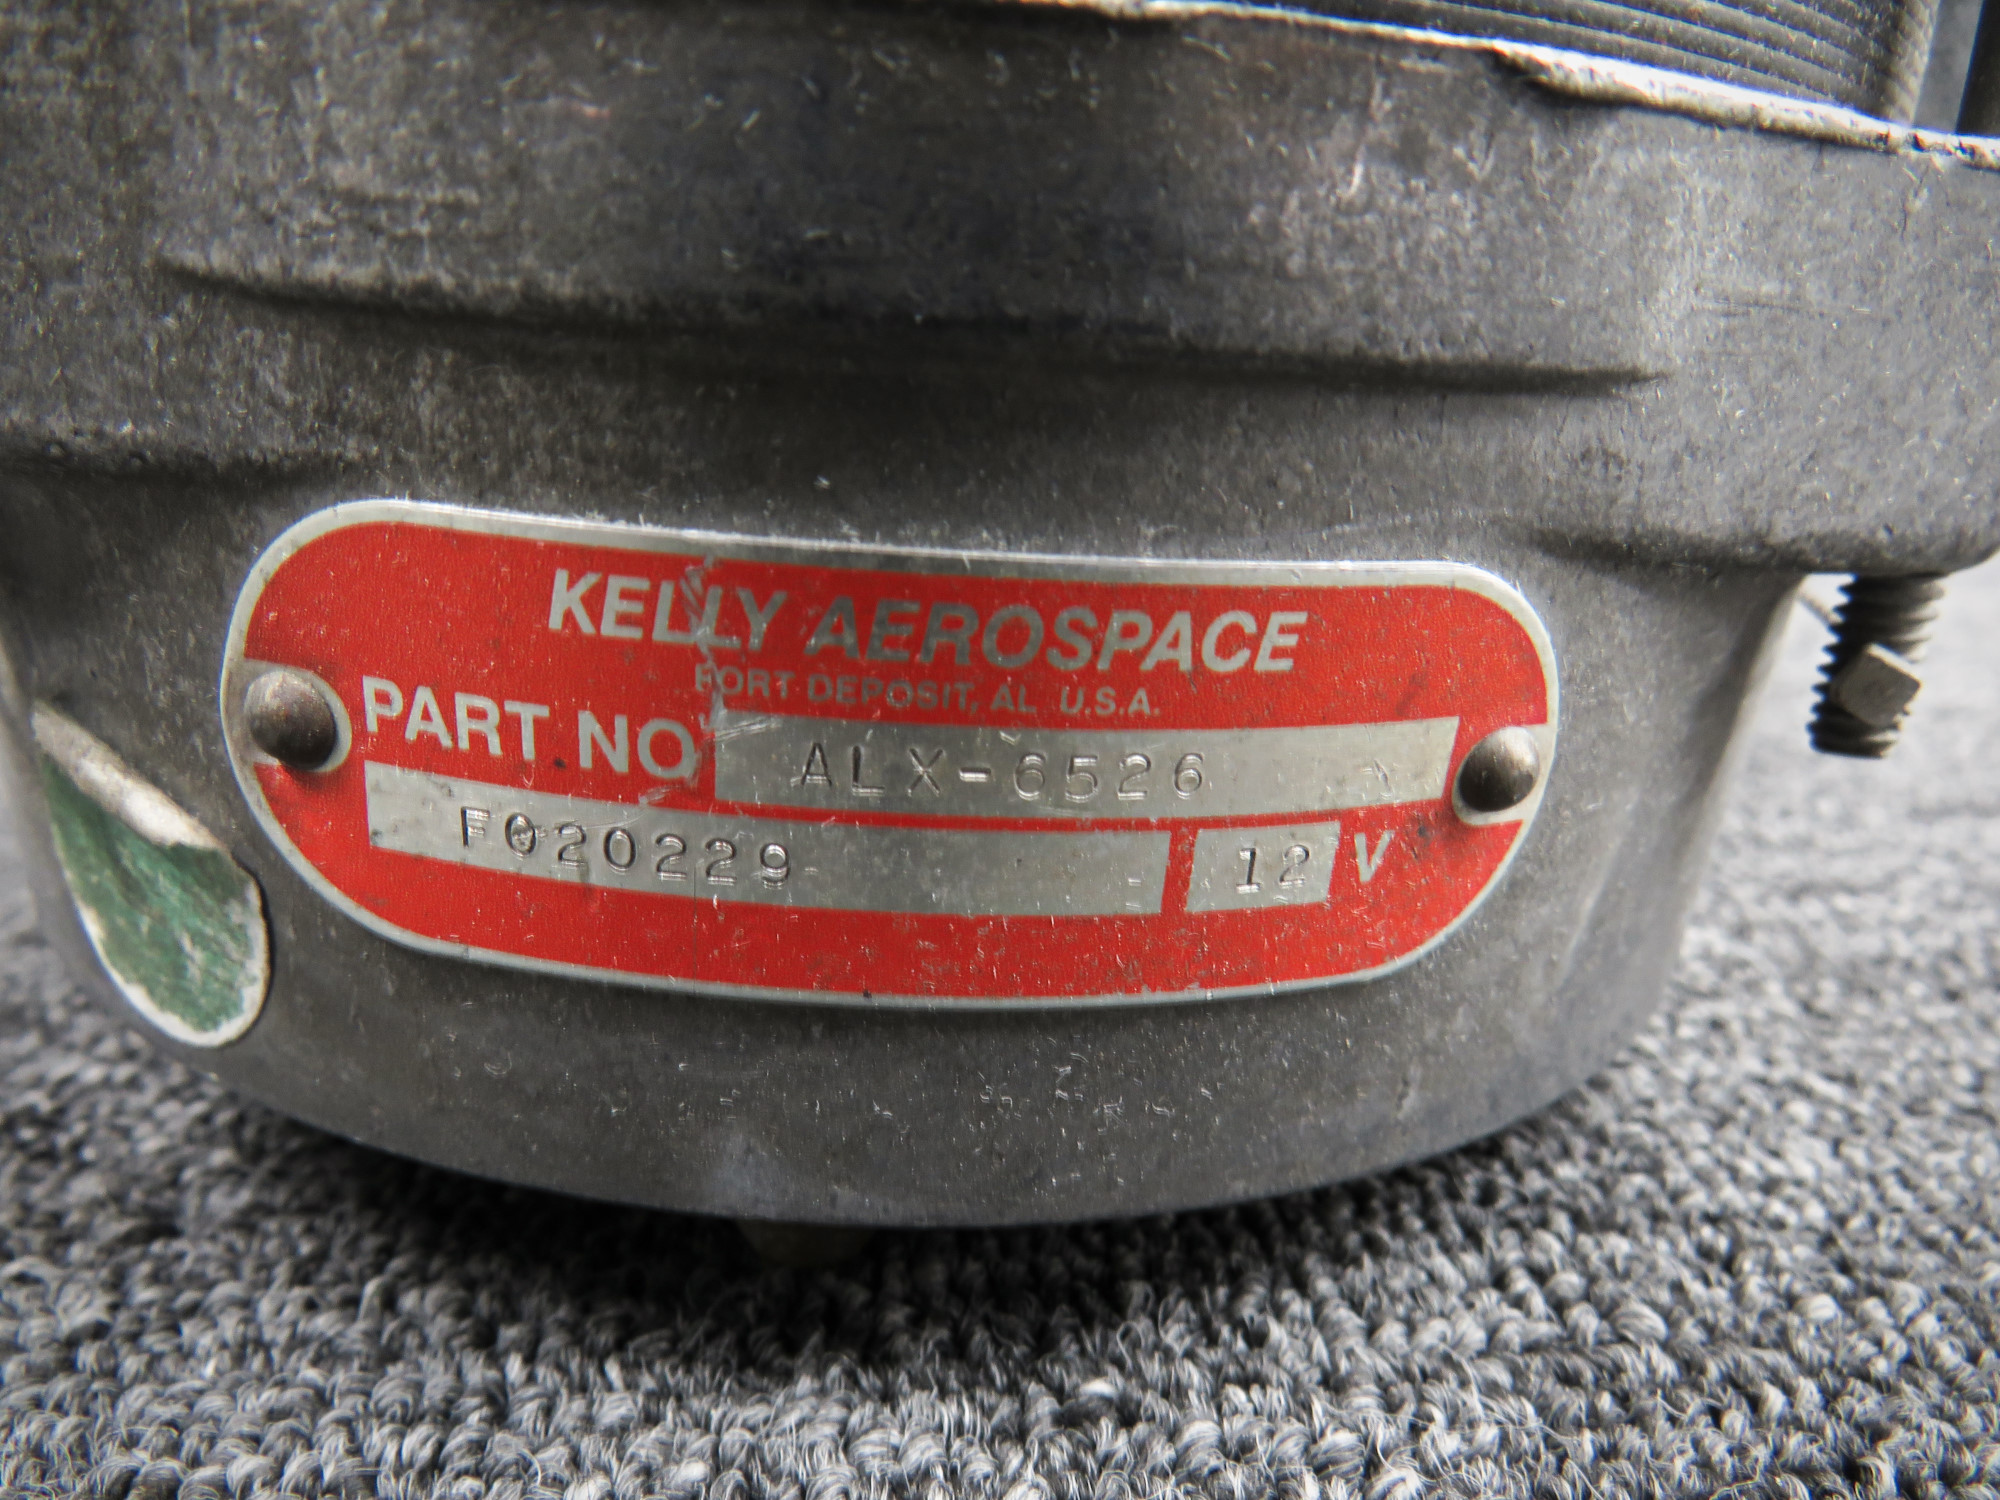 KELLY AEROSPACE
FORT DEPOSIT, AL U.S.A.
PART NO ALX-6526
F020229 12 V